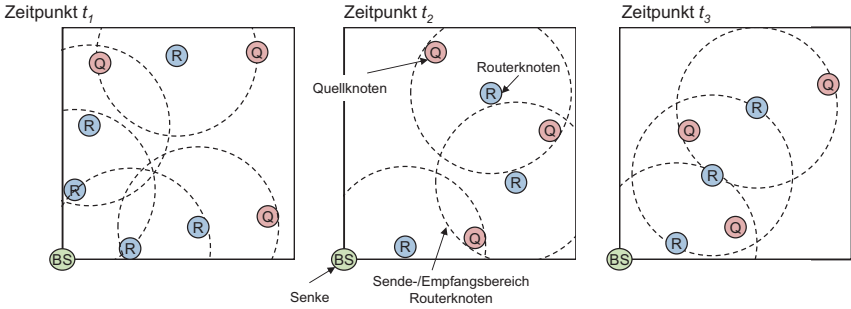 Zeitpunkt t1
Zeitpunkt t2
Zeitpunkt t3
Q
R
Q
R
R
R
R
Q
BS
Q
Quellknoten
Routerknoten
R
Q
R
R
Q
BS
Senke
Sende-/Empfangsbereich
Routerknoten
Q
R
Q
R
Q
R
BS